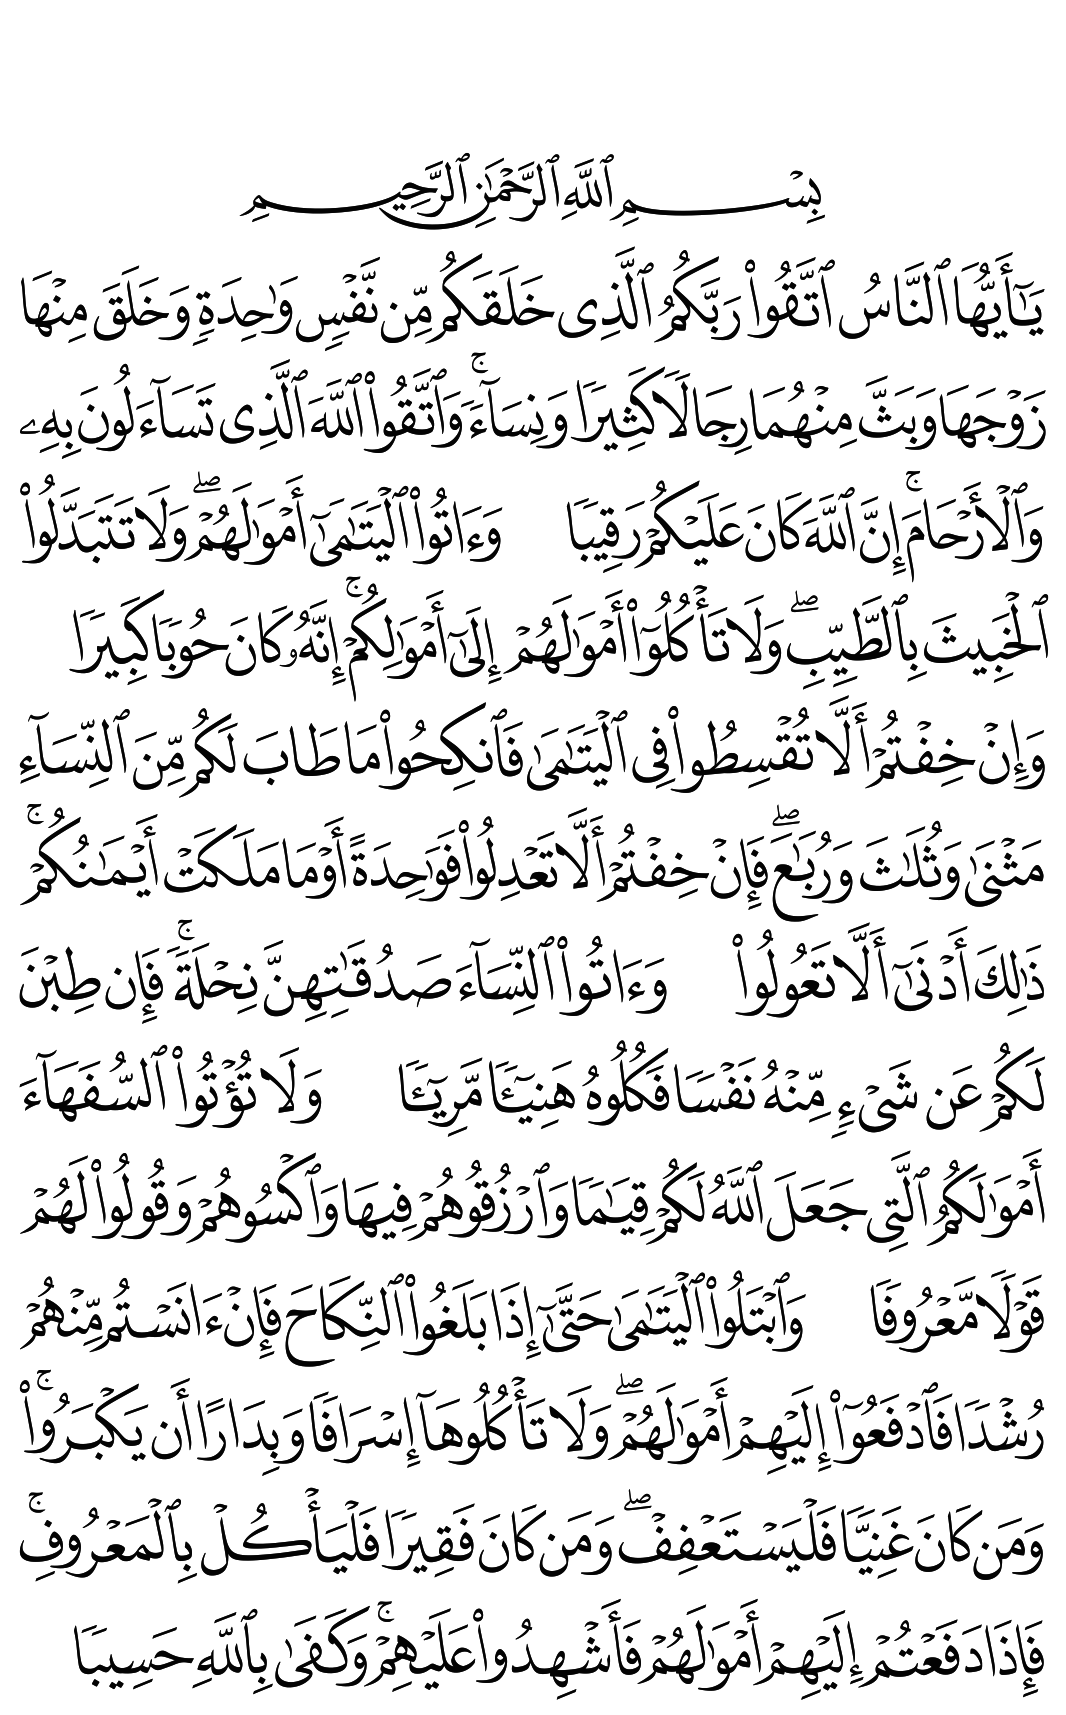 بِسۡمِ ٱللَّهِ ٱلرَّحۡمَٰنِ ٱلرَّحِيمِ
يَٰٓأَيُّهَا ٱلنَّاسُ ٱتَّقُواْ رَبَّكُمُ ٱلَّذِى خَلَقَكُم مِّن نَّفۡسٖ وَٰحِدَةٖ وَخَلَقَ مِنۡهَا
زَوۡجَهَا وَبَثَّ مِنۡهُمَا رِجَالٗا كَثِيرٗا وَنِسَآءٗۚ وَٱتَّقُواْ ٱللَّهَ ٱلَّذِى تَسَآءَلُونَ بِهِۦ
وَٱلۡأَرۡحَامَۚ إِنَّ ٱللَّهَ كَانَ عَلَيۡكُمۡ رَقِيبٗا وَءَاتُواْ ٱلۡيَتَٰمَىٰٓ أَمۡوَٰلَهُمۡۖ وَلَا تَتَبَدَّلُواْ
ٱلۡخَبِيثَ بِٱلطَّيِّبِۖ وَلَا تَأۡكُلُوٓاْ أَمۡوَٰلَهُمۡ إِلَىٰٓ أَمۡوَٰلِكُمۡۚ إِنَّهُۥ كَانَ حُوبٗا كَبِيرٗا
وَإِنۡ خِفۡتُمۡ أَلَّا تُقۡسِطُواْ فِى ٱلۡيَتَٰمَىٰ فَٱنكِحُواْ مَا طَابَ لَكُم مِّنَ ٱلنِّسَآءِ
مَثۡنَىٰ وَثُلَٰثَ وَرُبَٰعَۖ فَإِنۡ خِفۡتُمۡ أَلَّا تَعۡدِلُواْ فَوَٰحِدَةً أَوۡ مَا مَلَكَتۡ أَيۡمَٰنُكُمۡۚ
ذَٰلِكَ أَدۡنَىٰٓ أَلَّا تَعُولُواْ وَءَاتُواْ ٱلنِّسَآءَ صَدُقَٰتِهِنَّ نِحۡلَةٗۚ فَإِن طِبۡنَ
لَكُمۡ عَن شَىۡءٖ مِّنۡهُ نَفۡسٗا فَكُلُوهُ هَنِيٓـٔٗا مَّرِيٓـٔٗا وَلَا تُؤۡتُواْ ٱلسُّفَهَآءَ
أَمۡوَٰلَكُمُ ٱلَّتِى جَعَلَ ٱللَّهُ لَكُمۡ قِيَٰمٗا وَٱرۡزُقُوهُمۡ فِيهَا وَٱكۡسُوهُمۡ وَقُولُواْ لَهُمۡ
قَوۡلٗا مَّعۡرُوفٗا وَٱبۡتَلُواْ ٱلۡيَتَٰمَىٰ حَتَّىٰٓ إِذَا بَلَغُواْ ٱلنِّكَاحَ فَإِنۡ ءَانَسۡتُم مِّنۡهُمۡ
رُشۡدٗا فَٱدۡفَعُوٓاْ إِلَيۡهِمۡ أَمۡوَٰلَهُمۡۖ وَلَا تَأۡكُلُوهَآ إِسۡرَافٗا وَبِدَارًا أَن يَكۡبَرُواْۚ
وَمَن كَانَ غَنِيّٗا فَلۡيَسۡتَعۡفِفۡۖ وَمَن كَانَ فَقِيرٗا فَلۡيَأۡكُلۡ بِٱلۡمَعۡرُوفِۚ
فَإِذَا دَفَعۡتُمۡ إِلَيۡهِمۡ أَمۡوَٰلَهُمۡ فَأَشۡهِدُواْ عَلَيۡهِمۡۚ وَكَفَىٰ بِٱللَّهِ حَسِيبٗا